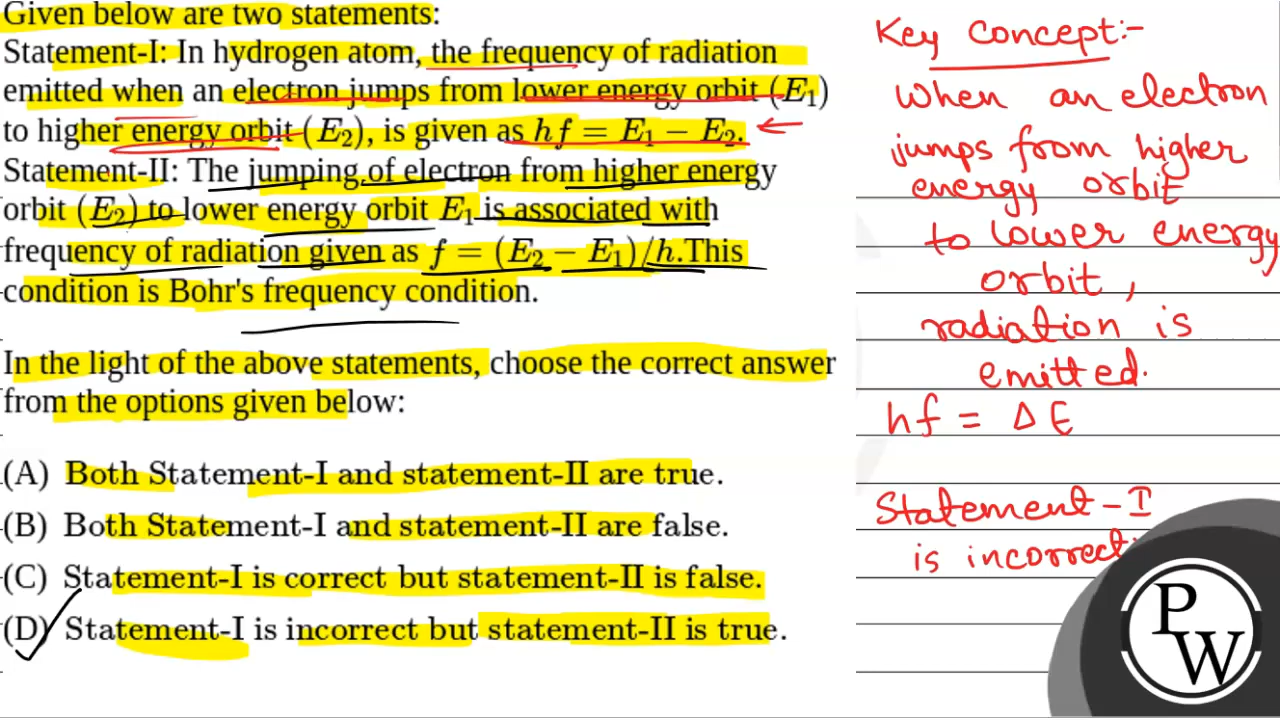 Given below are two statements:
Statement-I: In hydrogen atom, the frequency of radiation
emitted when an electron jumps from lower energy orbit (E₁)
to higher energy orbit (E₂), is given as hf = E₁ − E₂.
Statement-II: The jumping of electron from higher energy
orbit (E₂) to lower energy orbit E₁ is associated with
frequency of radiation given as f = (E₂ − E₁)/h.This
condition is Bohr's frequency condition.
In the light of the above statements, choose the correct answer
from the options given below:
(A) Both Statement-I and statement-II are true.
(B) Both Statement-I and statement-II are false.
(C) Statement-I is correct but statement-II is false.
(D) Statement-I is incorrect but statement-II is true.
Key Concept:-
When an electron
jumps from higher
energy orbit
to lower energy
orbit,
radiation is
emitted.
hf = ΔE
Statement-I
is incorrect
P
W